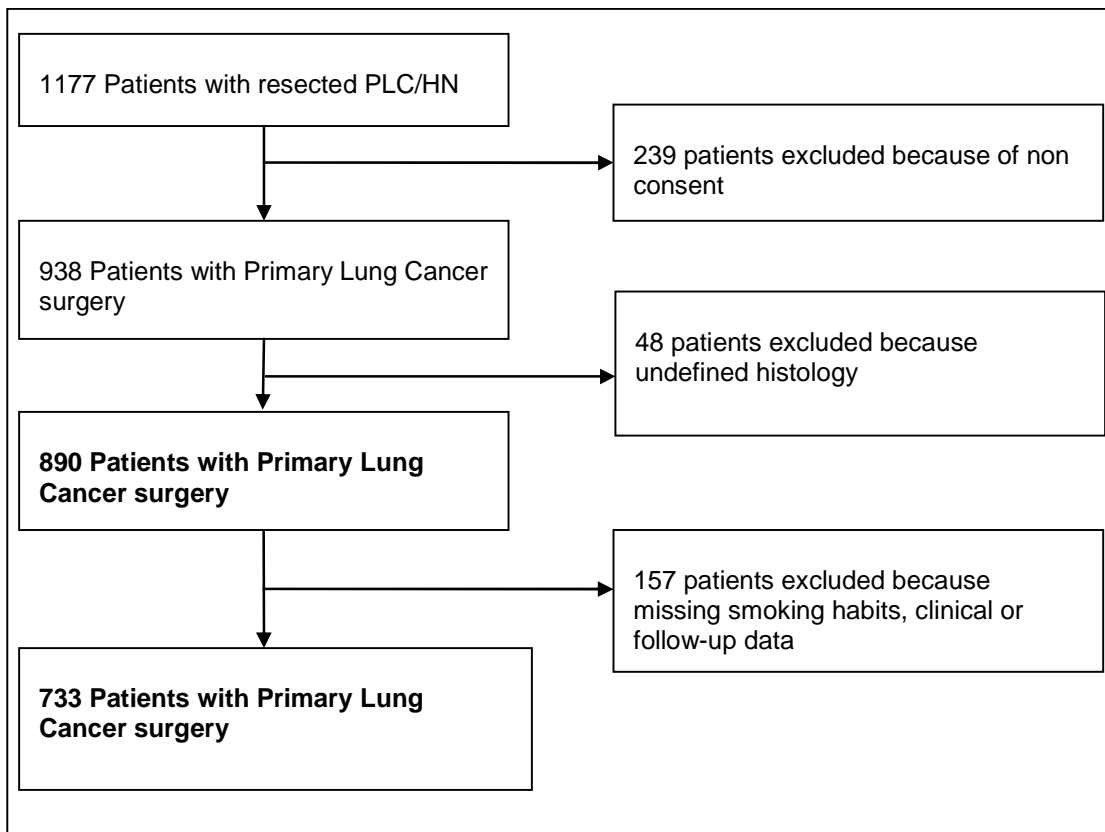 1177 Patients with resected PLC/HN
239 patients excluded because of non
consent
938 Patients with Primary Lung Cancer
surgery
48 patients excluded because
undefined histology
890 Patients with Primary Lung
Cancer surgery
157 patients excluded because
missing smoking habits, clinical or
follow-up data
733 Patients with Primary Lung
Cancer surgery